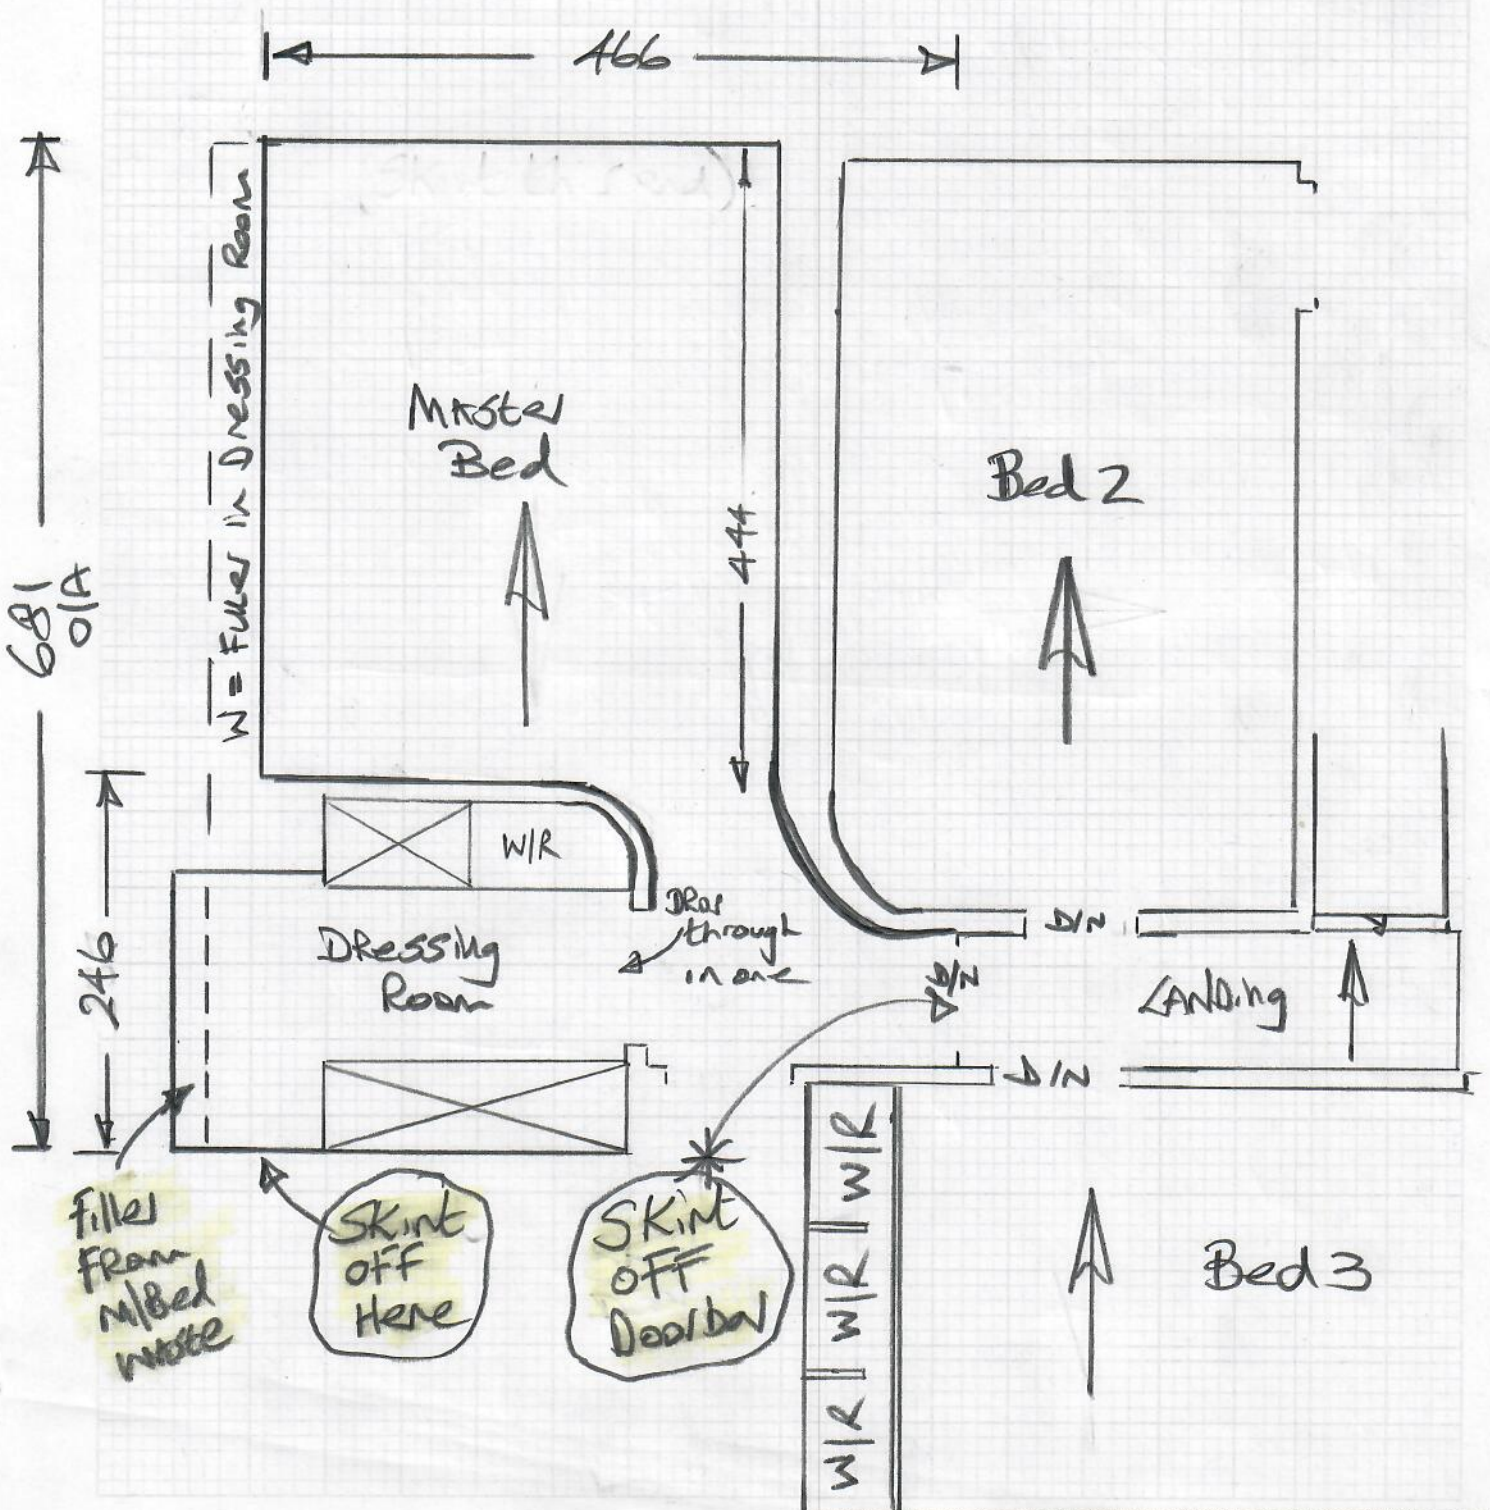 466
W = Filler in Dressing Room
Master
Bed
444
Bed 2
681
O/A
246
W/R
DRop
through
in one
Dressing
Room
D/N
D/N
Landing
D/N
Filler
From
M/Bed
waste
Skirt
off
Here
Skirt
off
Doorbar
W/R
W/R
W/R
Bed 3